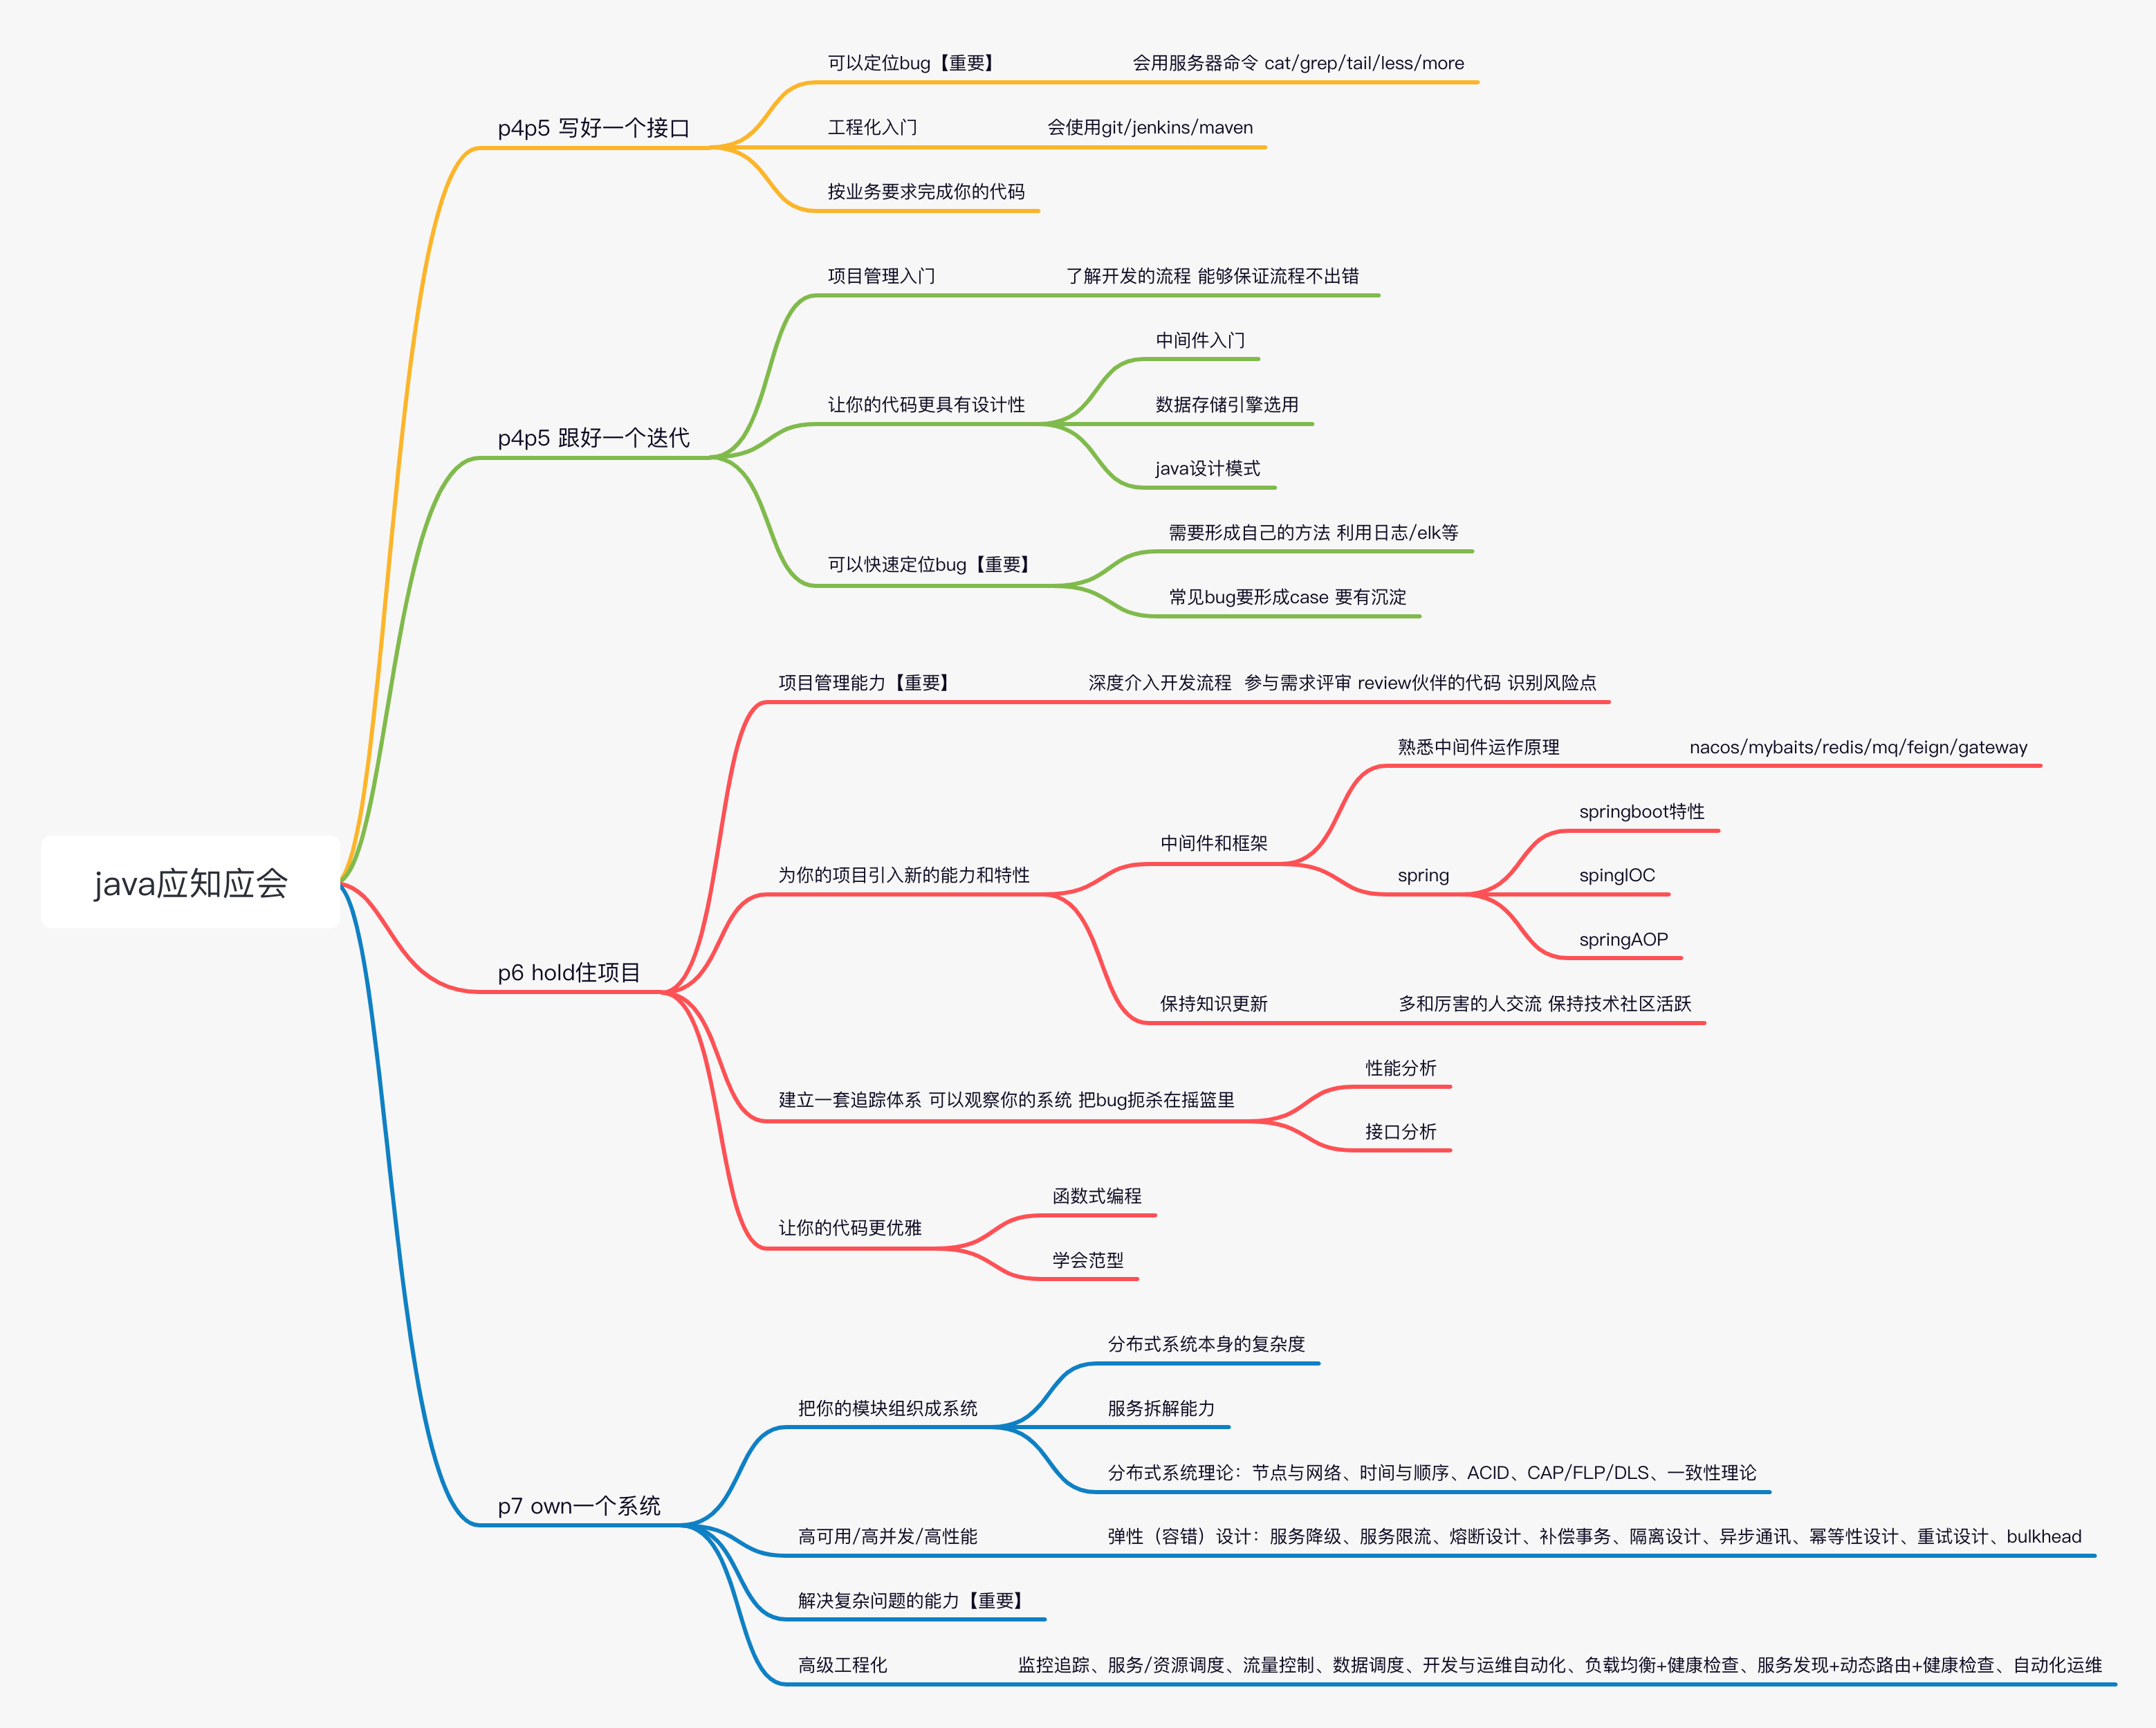 java应知应会
p4p5 写好一个接口
可以定位bug【重要】
会用服务器命令 cat/grep/tail/less/more
工程化入门
会使用git/jenkins/maven
按业务要求完成你的代码
p4p5 跟好一个迭代
项目管理入门
了解开发的流程 能够保证流程不出错
让你的代码更具有设计性
中间件入门
数据存储引擎选用
java设计模式
可以快速定位bug【重要】
需要形成自己的方法 利用日志/elk等
常见bug要形成case 要有沉淀
p6 hold住项目
项目管理能力【重要】
深度介入开发流程  参与需求评审 review伙伴的代码 识别风险点
为你的项目引入新的能力和特性
中间件和框架
熟悉中间件运作原理
nacos/mybaits/redis/mq/feign/gateway
spring
springboot特性
spingIOC
springAOP
保持知识更新
多和厉害的人交流 保持技术社区活跃
建立一套追踪体系 可以观察你的系统 把bug扼杀在摇篮里
性能分析
接口分析
让你的代码更优雅
函数式编程
学会范型
p7 own一个系统
把你的模块组织成系统
分布式系统本身的复杂度
服务拆解能力
分布式系统理论：节点与网络、时间与顺序、ACID、CAP/FLP/DLS、一致性理论
高可用/高并发/高性能
弹性（容错）设计：服务降级、服务限流、熔断设计、补偿事务、隔离设计、异步通讯、幂等性设计、重试设计、bulkhead
解决复杂问题的能力【重要】
高级工程化
监控追踪、服务/资源调度、流量控制、数据调度、开发与运维自动化、负载均衡+健康检查、服务发现+动态路由+健康检查、自动化运维